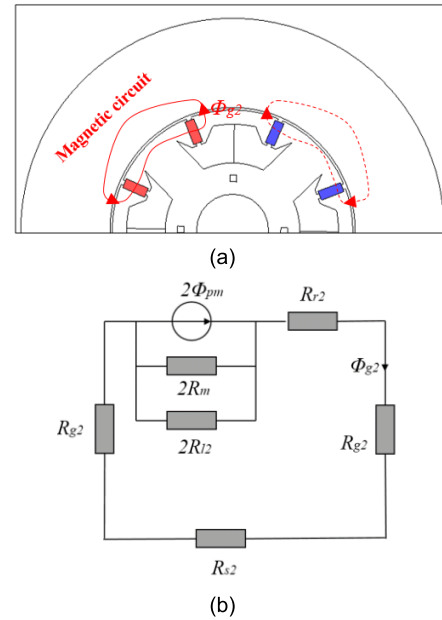 Φg2
Magnetic circuit
(a)
2Φpm
Rr2
2Rm
Φg2
2Rl2
Rg2
Rg2
Rs2
(b)